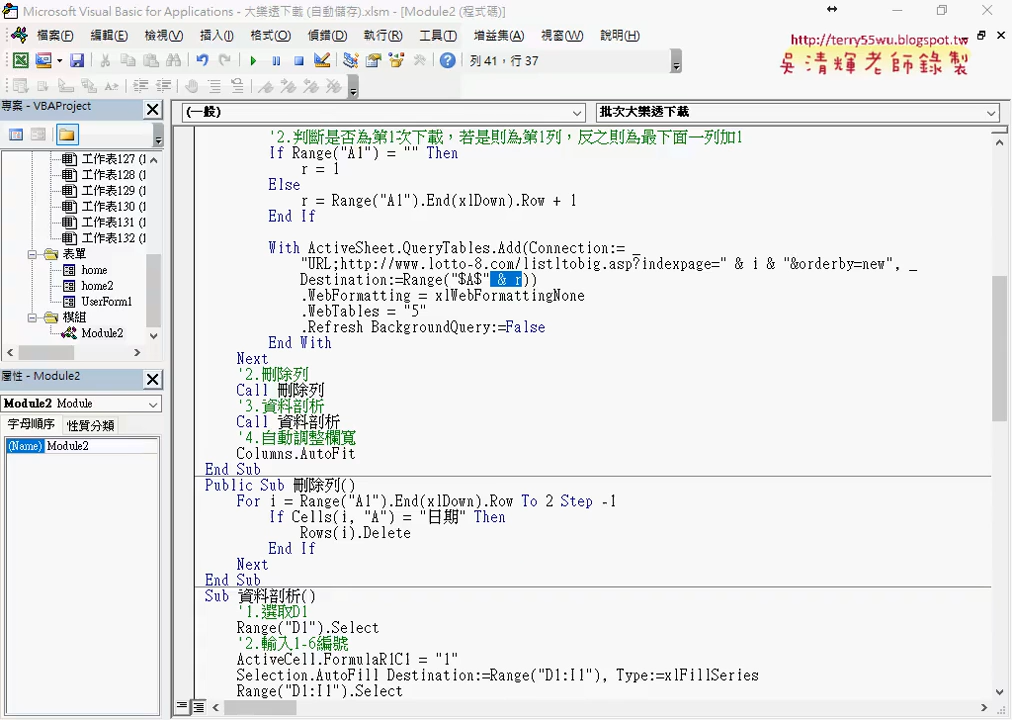 Microsoft Visual Basic for Applications - 大樂透下載 (自動儲存).xlsm - [Module2 (程式碼)]
檔案(F) 編輯(E) 檢視(V) 插入(I) 格式(O) 偵錯(D) 執行(R) 工具(T) 增益集(A) 視窗(W) 說明(H)
http://terry55wu.blogspot.tw
吳清輝老師錄製
列 41，行 37
專案 - VBAProject
(一般)
批次大樂透下載
工作表127 (1
工作表128 (1
工作表129 (1
工作表130 (1
工作表131 (1
工作表132 (1
表單
home
home2
UserForm1
模組
Module2
屬性 - Module2
Module2 Module
字母順序 性質分類
(Name) Module2
'2.判斷是否為第1次下載，若是則為第1列，反之則為最下面一列加1
If Range("A1") = "" Then
r = 1
Else
r = Range("A1").End(xlDown).Row + 1
End If
With ActiveSheet.QueryTables.Add(Connection:= _
"URL;http://www.lotto-8.com/listltobig.asp?indexpage=" & i & "&orderby=new", _
Destination:=Range("$A$" & r))
.WebFormatting = xlWebFormattingNone
.WebTables = "5"
.Refresh BackgroundQuery:=False
End With
Next
'2.刪除列
Call 刪除列
'3.資料剖析
Call 資料剖析
'4.自動調整欄寬
Columns.AutoFit
End Sub
Public Sub 刪除列()
For i = Range("A1").End(xlDown).Row To 2 Step -1
If Cells(i, "A") = "日期" Then
Rows(i).Delete
End If
Next
End Sub
Sub 資料剖析()
'1.選取D1
Range("D1").Select
'2.輸入1-6編號
ActiveCell.FormulaR1C1 = "1"
Selection.AutoFill Destination:=Range("D1:I1"), Type:=xlFillSeries
Range("D1:I1").Select